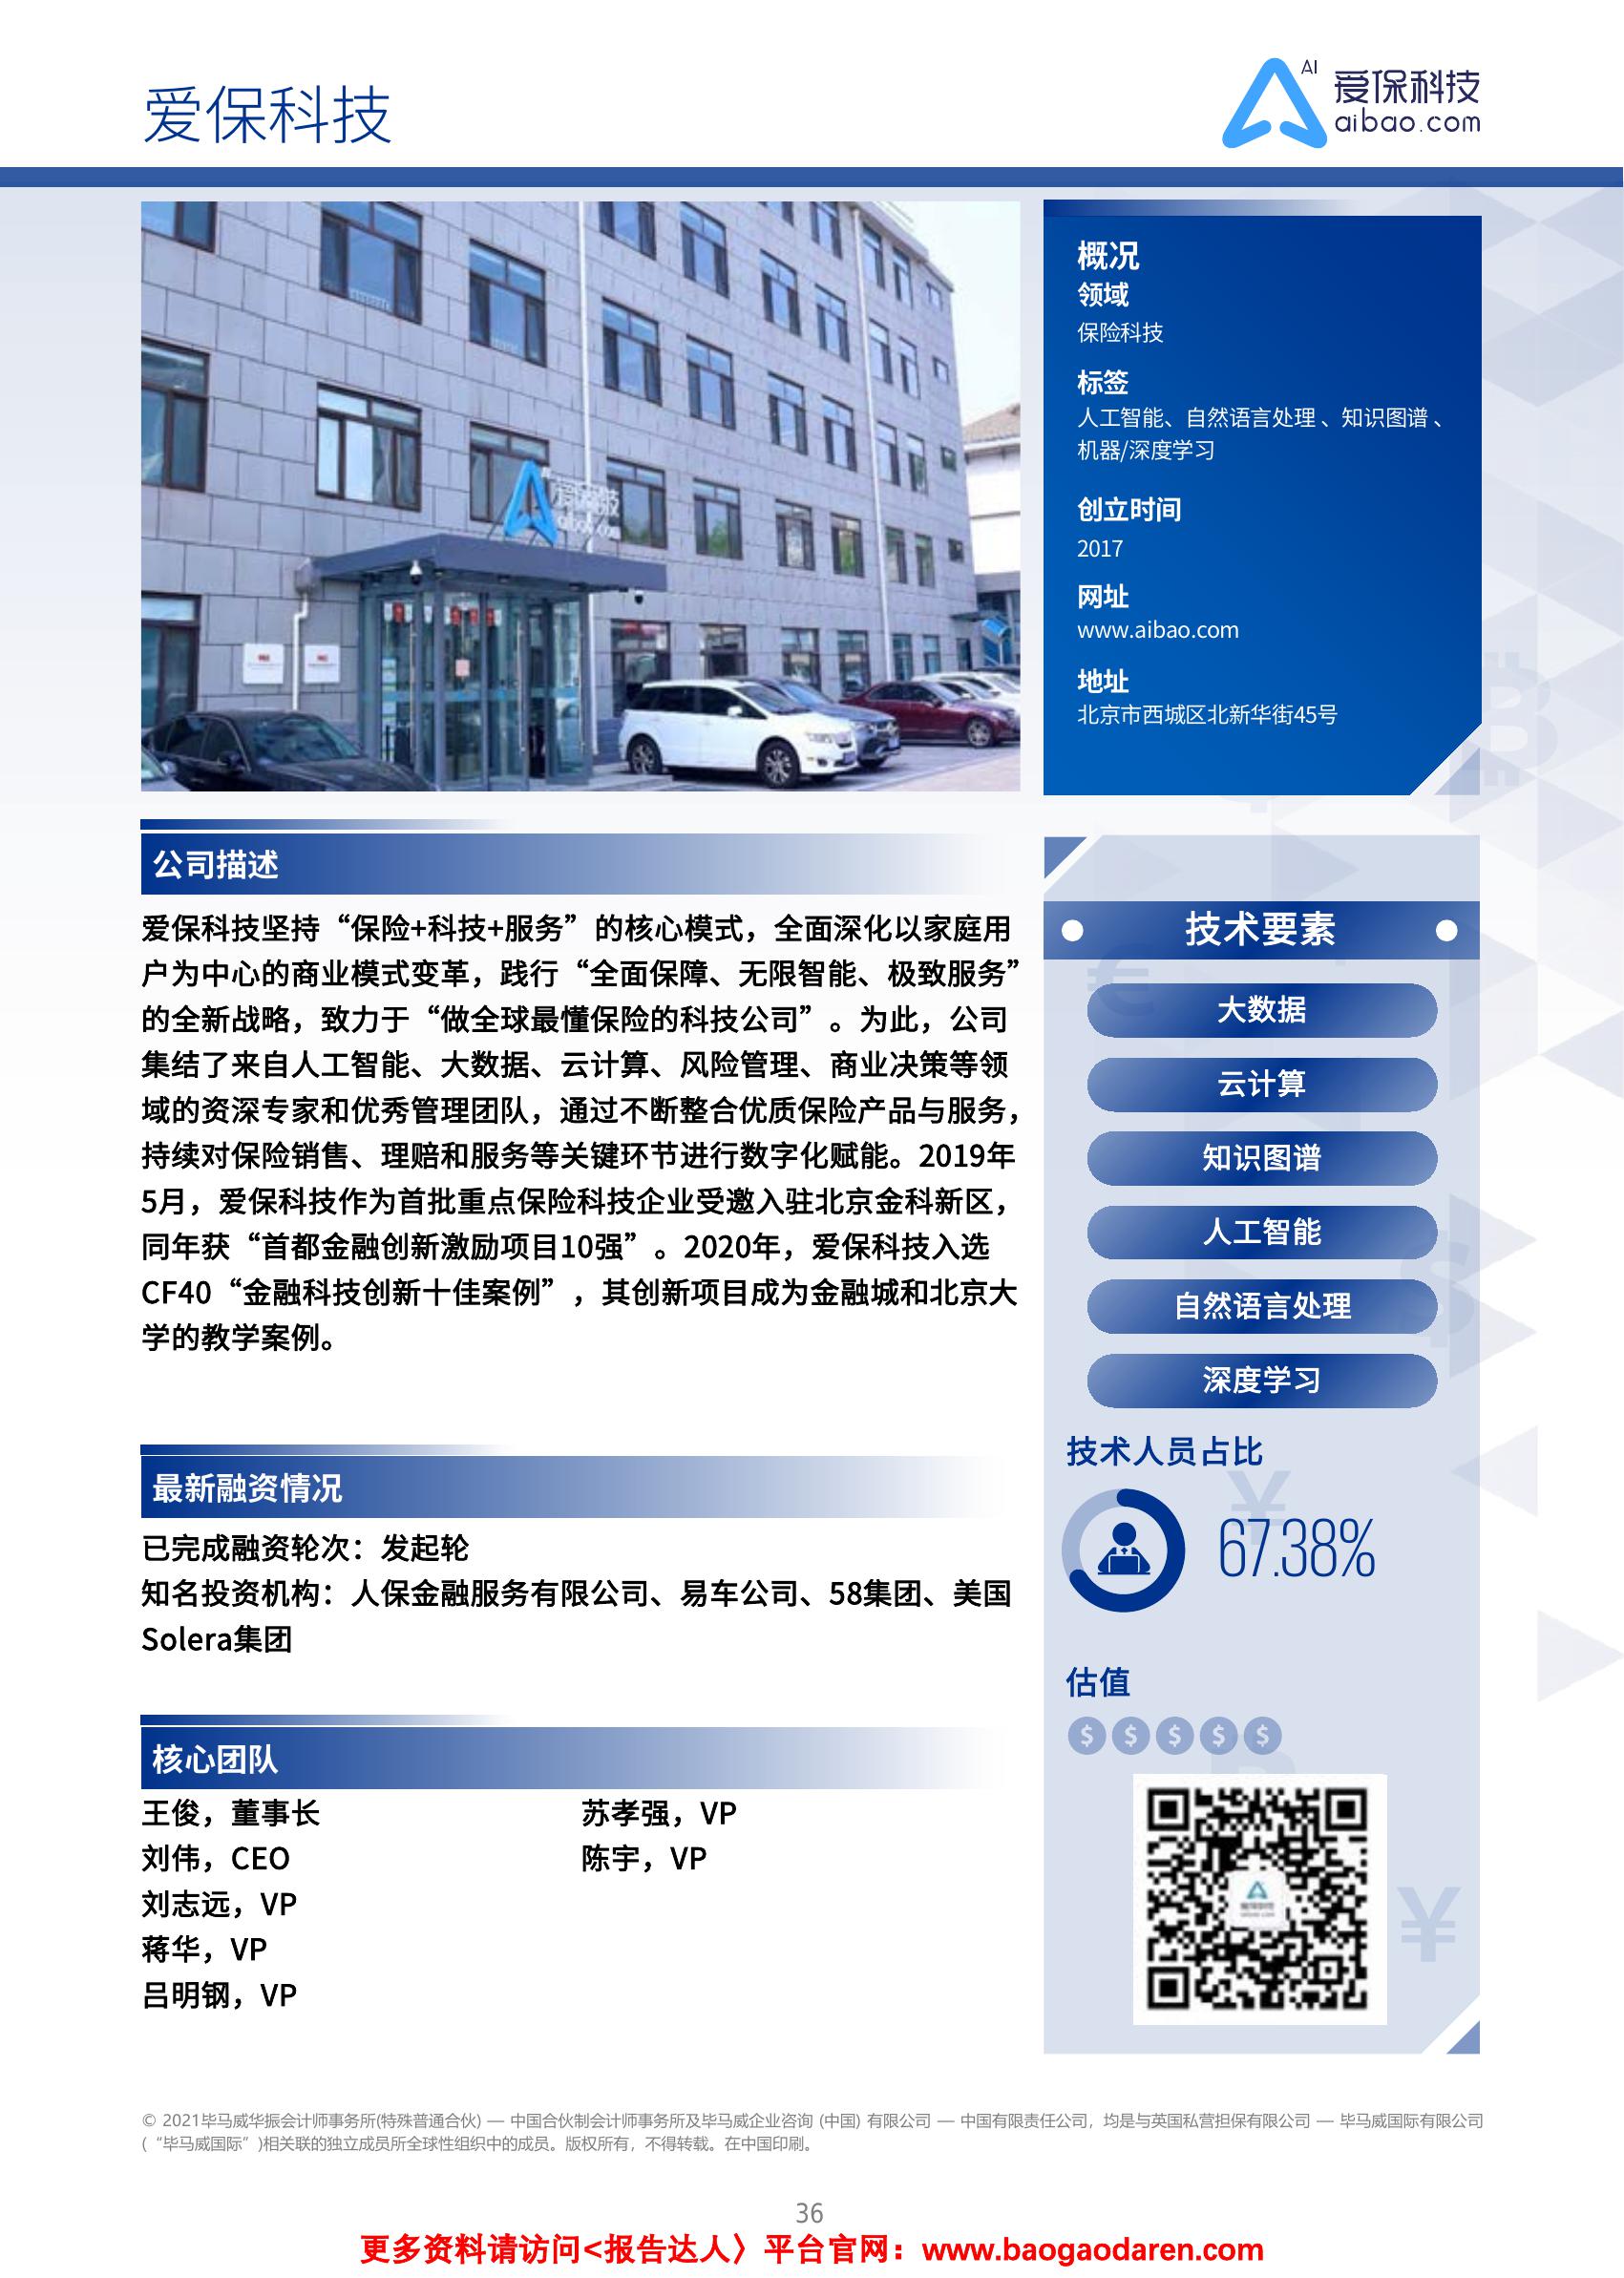 爱保科技
AI
爱保科技
aibao.com
爱保科技
aibao.com
概况
领域
保险科技
标签
人工智能、自然语言处理 、知识图谱 、
机器/深度学习
创立时间
2017
网址
www.aibao.com
地址
北京市西城区北新华街45号
公司描述
爱保科技坚持“保险+科技+服务”的核心模式，全面深化以家庭用
户为中心的商业模式变革，践行“全面保障、无限智能、极致服务”
的全新战略，致力于“做全球最懂保险的科技公司”。为此，公司
集结了来自人工智能、大数据、云计算、风险管理、商业决策等领
域的资深专家和优秀管理团队，通过不断整合优质保险产品与服务，
持续对保险销售、理赔和服务等关键环节进行数字化赋能。2019年
5月，爱保科技作为首批重点保险科技企业受邀入驻北京金科新区，
同年获“首都金融创新激励项目10强”。2020年，爱保科技入选
CF40“金融科技创新十佳案例”，其创新项目成为金融城和北京大
学的教学案例。
最新融资情况
已完成融资轮次：发起轮
知名投资机构：人保金融服务有限公司、易车公司、58集团、美国
Solera集团
核心团队
王俊，董事长
刘伟，CEO
刘志远，VP
蒋华，VP
吕明钢，VP
苏孝强，VP
陈宇，VP
技术要素
大数据
云计算
知识图谱
人工智能
自然语言处理
深度学习
技术人员占比
67.38%
估值
$ $ $ $ $
© 2021毕马威华振会计师事务所(特殊普通合伙) — 中国合伙制会计师事务所及毕马威企业咨询 (中国) 有限公司 — 中国有限责任公司，均是与英国私营担保有限公司 — 毕马威国际有限公司
(“毕马威国际”)相关联的独立成员所全球性组织中的成员。版权所有，不得转载。在中国印刷。
36
更多资料请访问<报告达人〉平台官网：www.baogaodaren.com